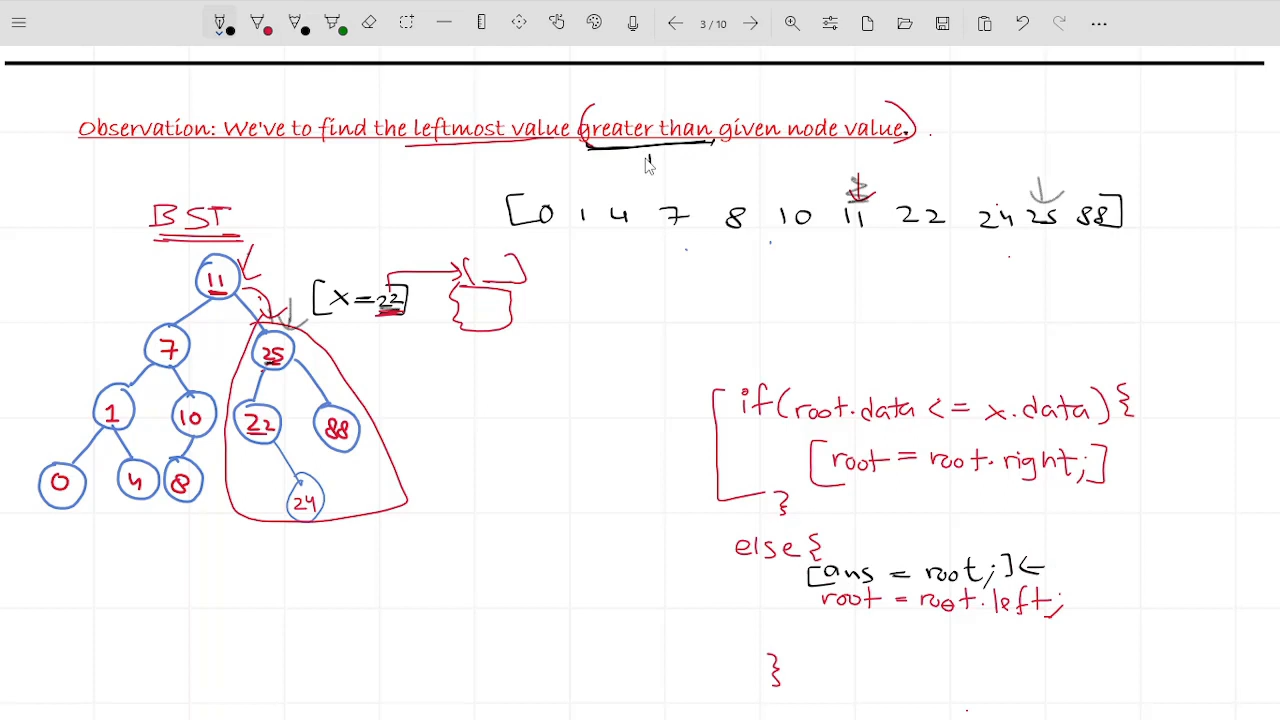 3 / 10
Observation: We've to find the leftmost value (greater than given node value.)
[0 1 4 7 8 10 11 22 24 25 88]
BST
11
[x = 22]
7
25
1
10
22
88
0
4
8
24
if(root.data <= x.data){
[root = root.right;]
}
else{
[ans = root;]←
root = root.left;
}